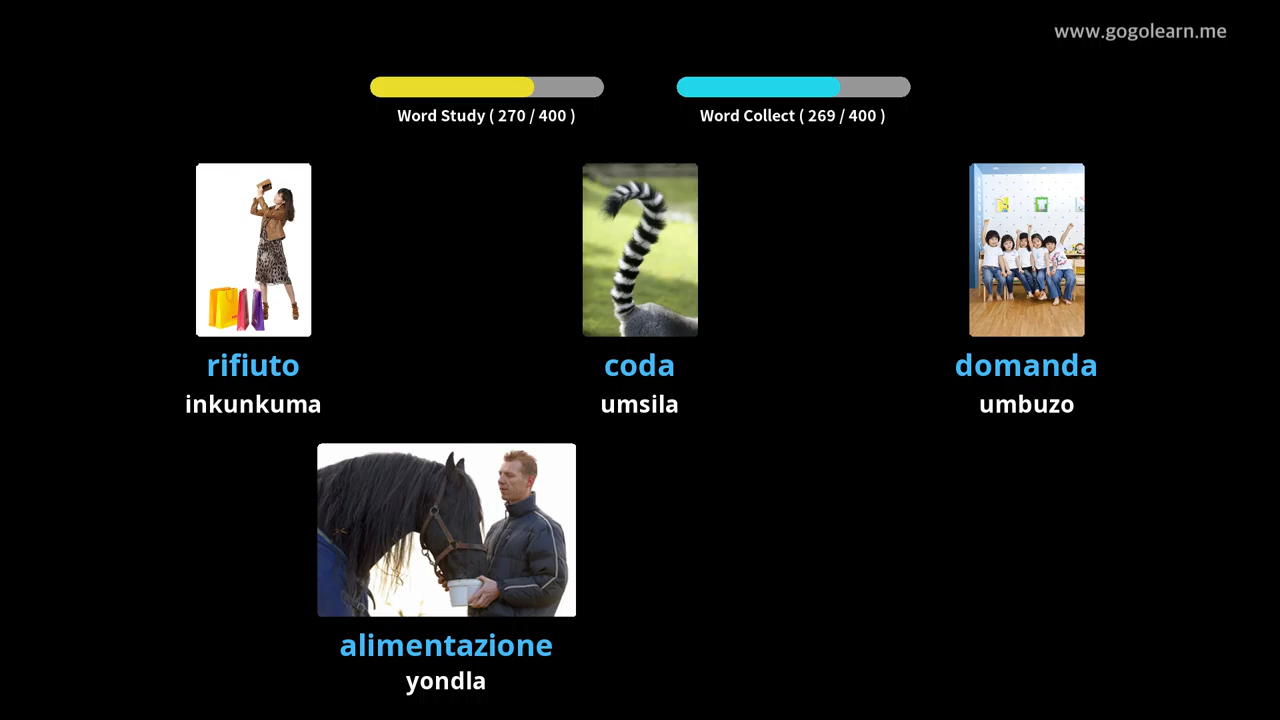 www.gogolearn.me
Word Study ( 270 / 400 )
Word Collect ( 269 / 400 )
rifiuto
inkunkuma
coda
umsila
domanda
umbuzo
alimentazione
yondla